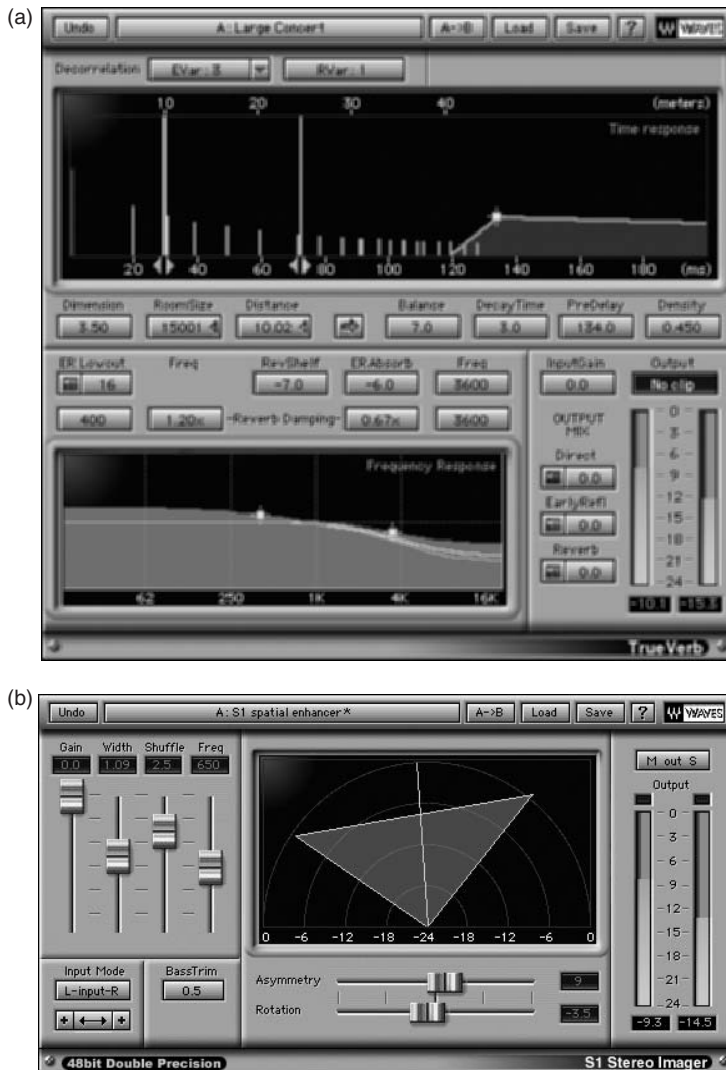 (a)
Undo A: Large Concert A->B Load Save ? W WAVES
Decorrelation EVar: 3 RVar: 1
10 20 30 40 (meters)
Time response
20 40 60 80 100 120 140 160 180 (ms)
Dimension RoomSize Distance Balance DecayTime PreDelay Density
3.50 15001 10.02 7.0 3.0 134.0 0.450
ER Lowcut Freq RevShelf ERAbsorb Freq InputGain Output
16 -7.0 -6.0 3600 0.0 No clip
400 1.20x -Reverb Damping- 0.67x 3600
OUTPUT
MIX
Direct
0.0
EarlyRefl
0.0
Reverb
0.0
0
3
6
9
12
15
18
21
24
-10.1 -15.3
Frequency Response
62 250 1K 4K 16K
TrueVerb
(b)
Undo A: S1 spatial enhancer* A->B Load Save ? W WAVES
Gain Width Shuffle Freq
0.0 1.09 2.5 650
M out S
Output
0
3
6
9
12
15
18
21
24
-9.3 -14.5
0 -6 -12 -18 -24 -18 -12 -6 0
Input Mode BassTrim
L-input-R 0.5
+ ←→ +
Asymmetry 9
Rotation -3.5
48bit Double Precision S1 Stereo Imager